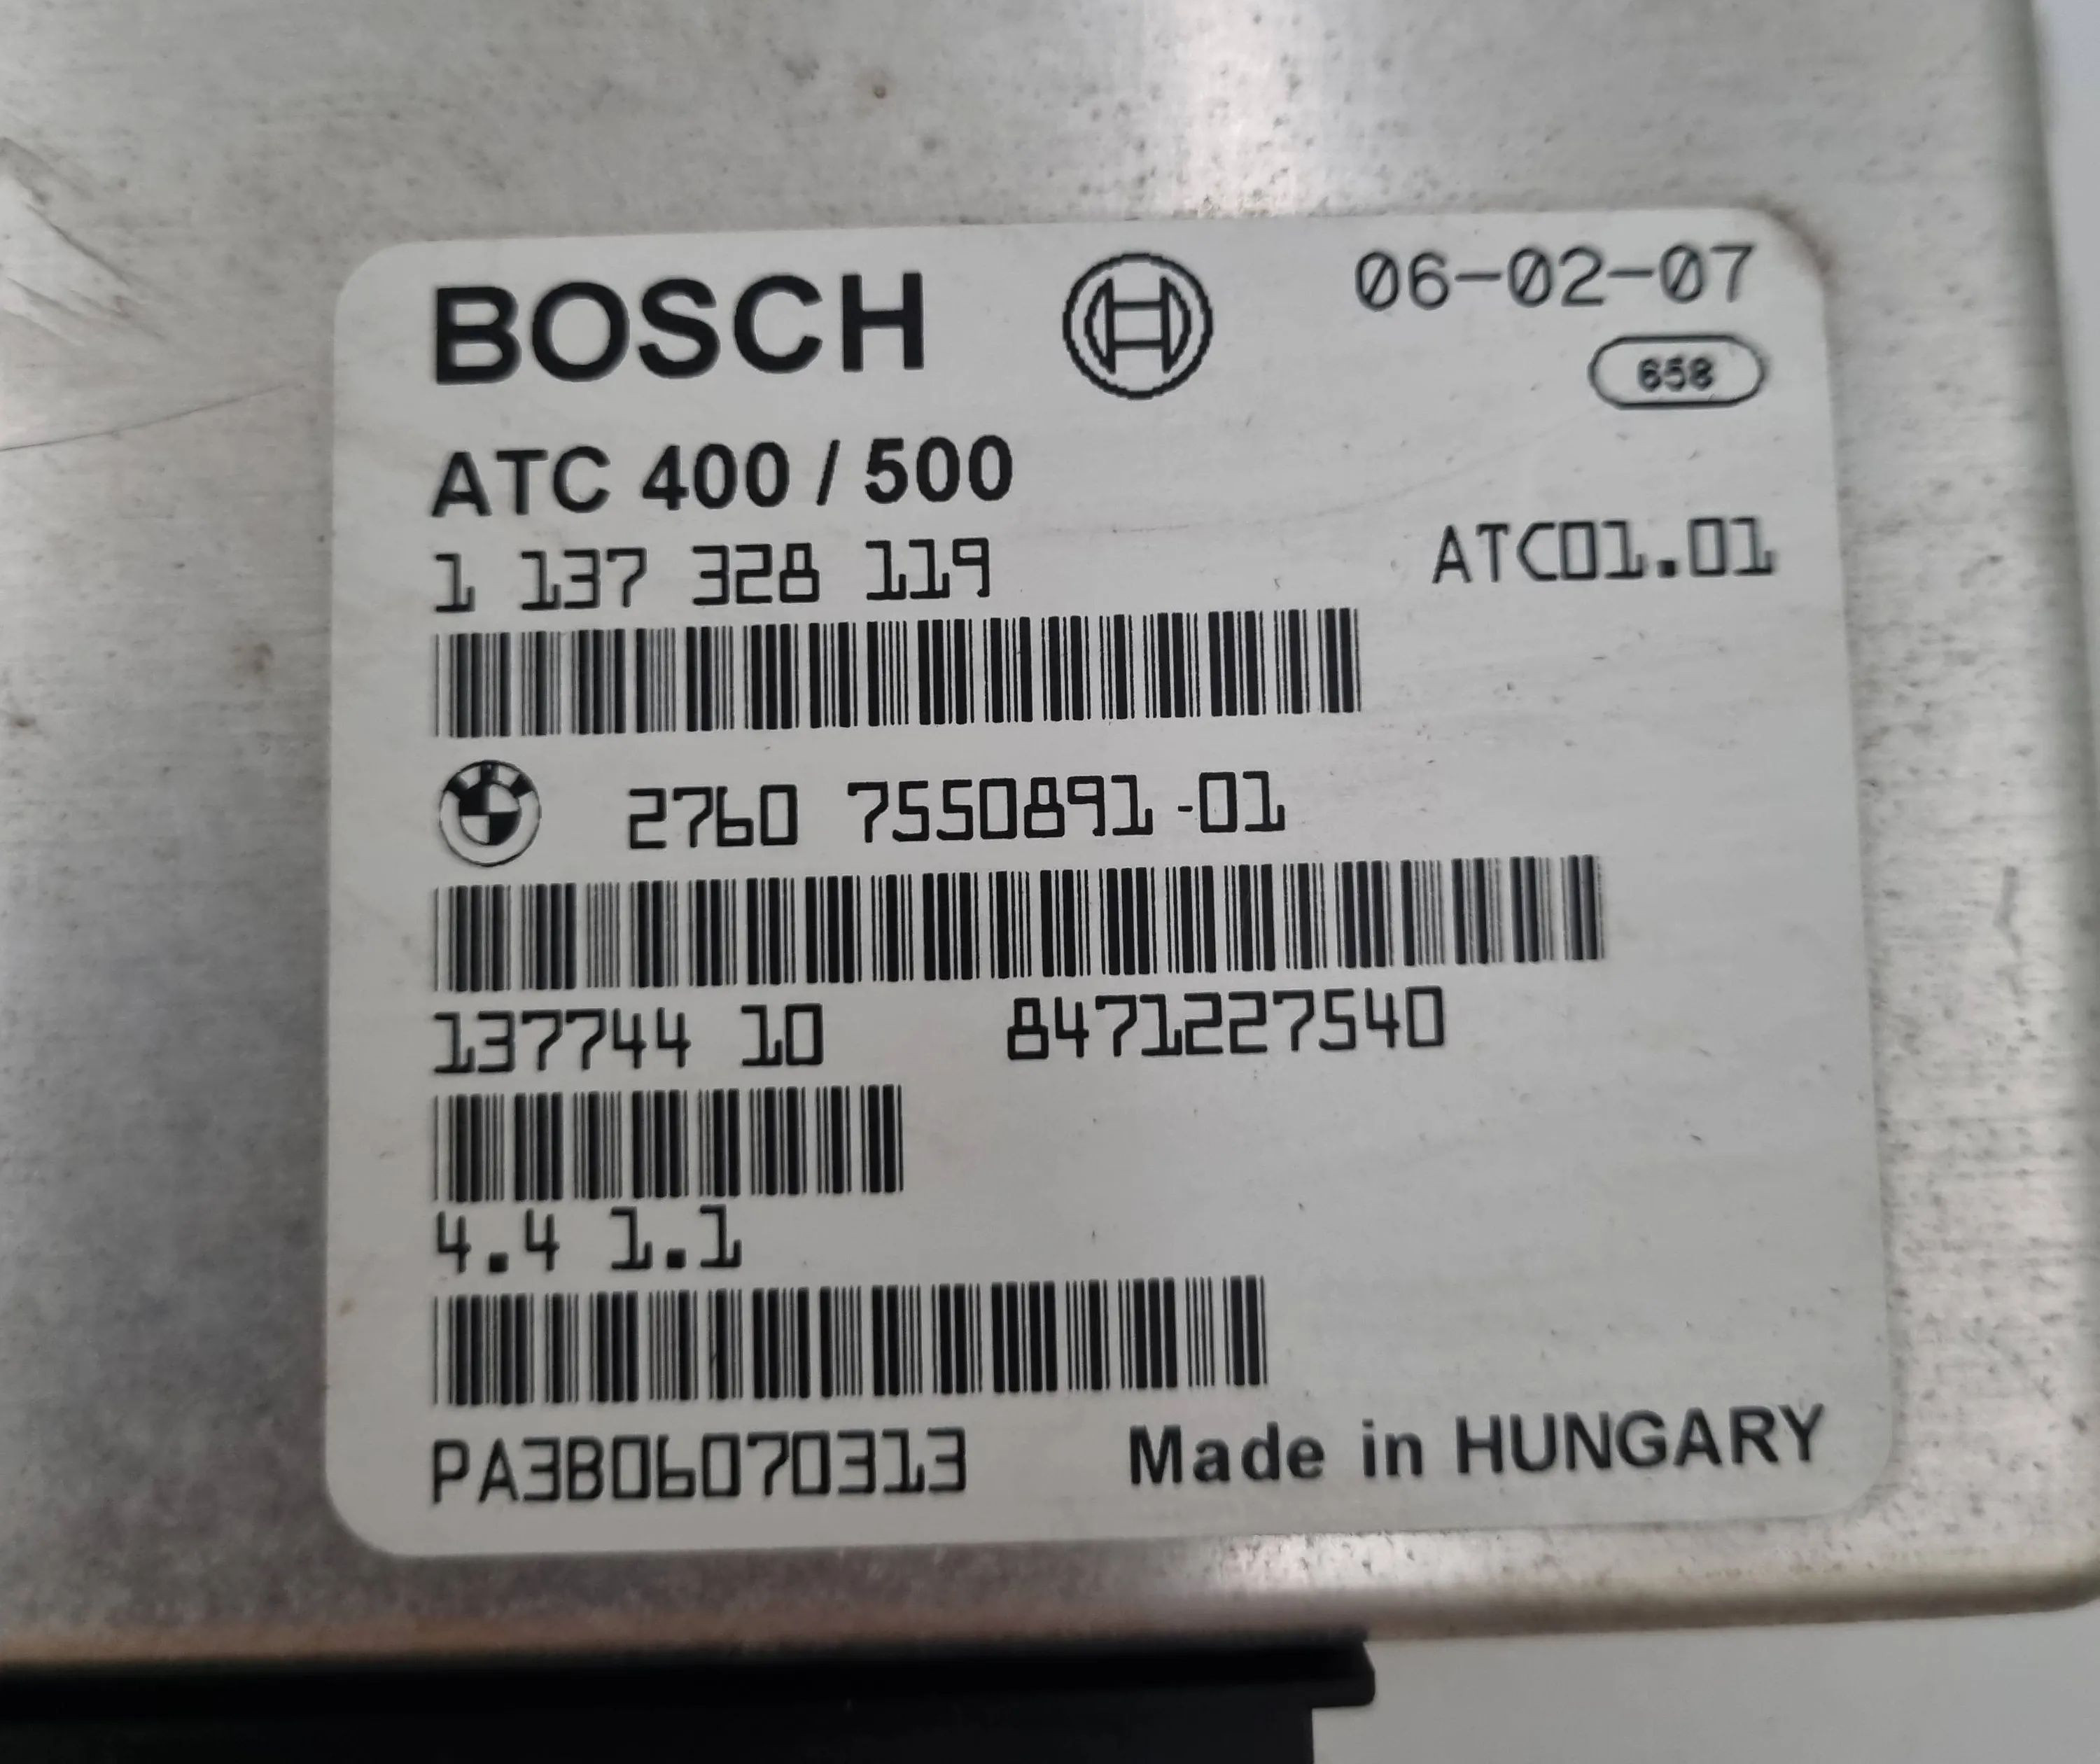 BOSCH 06-02-07
658
ATC 400 / 500
1 137 328 119 ATC01.01
2760 7550891-01
137744 10 8471227540
4.4 1.1
PA3B06070313 Made in HUNGARY